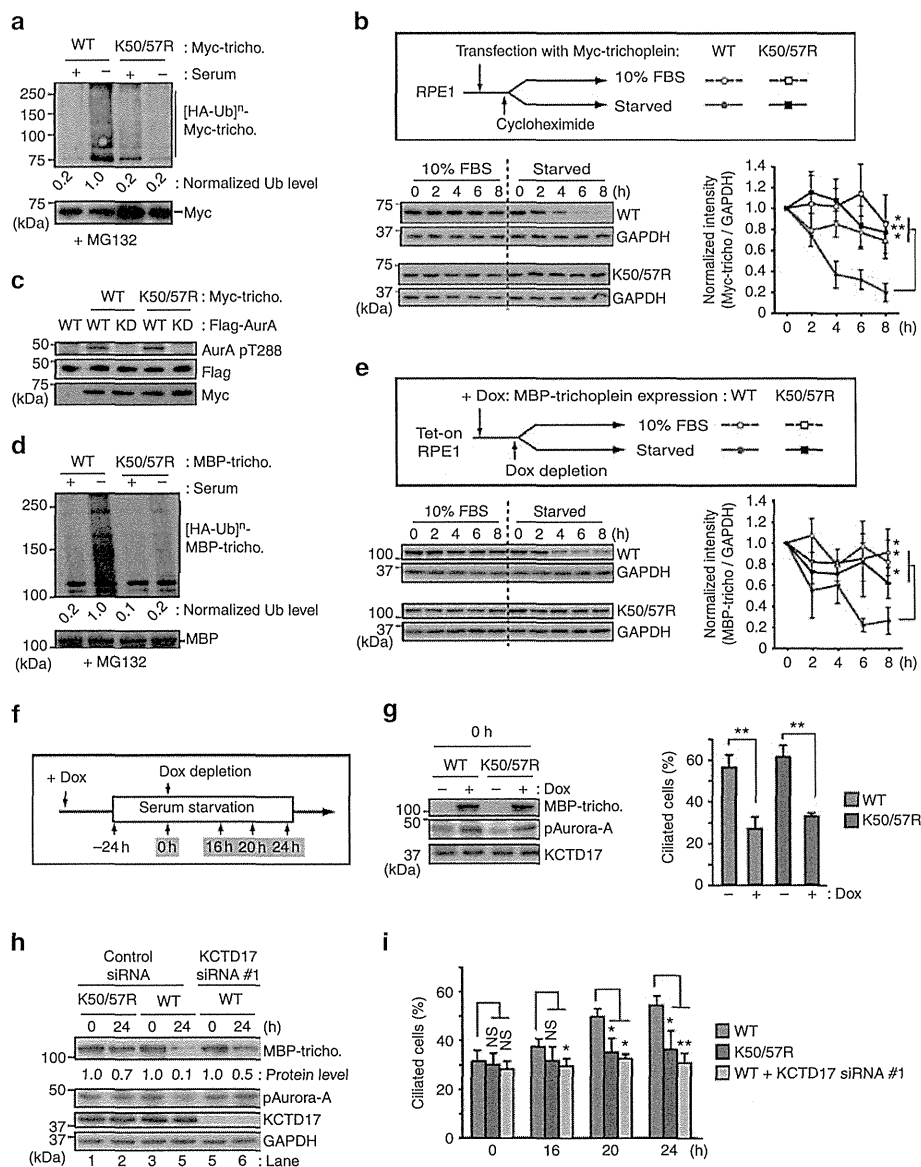 a
WT K50/57R : Myc-tricho.
+ − + − : Serum
250
150
100
75
[HA-Ub]n-
Myc-tricho.
0.2 1.0 0.2 0.2 : Normalized Ub level
75
(kDa)
Myc
+ MG132
b
Transfection with Myc-trichoplein: WT K50/57R
RPE1
10% FBS
Starved
Cycloheximide
10% FBS Starved
0 2 4 6 8 0 2 4 6 8 (h)
75
WT
37
GAPDH
75
K50/57R
37
GAPDH
(kDa)
Normalized intensity
(Myc-tricho / GAPDH)
1.4
1.2
1.0
0.8
0.6
0.4
0.2
0
* ** *
0 2 4 6 8 (h)
c
WT K50/57R : Myc-tricho.
WT WT KD WT KD : Flag-AurA
50
AurA pT288
50
Flag
75
Myc
(kDa)
d
WT K50/57R : MBP-tricho.
+ − + − : Serum
250
150
100
[HA-Ub]n-
MBP-tricho.
0.2 1.0 0.1 0.2 : Normalized Ub level
100
MBP
(kDa)
+ MG132
e
+ Dox: MBP-trichoplein expression : WT K50/57R
Tet-on
RPE1
10% FBS
Starved
Dox depletion
10% FBS Starved
0 2 4 6 8 0 2 4 6 8 (h)
100
WT
37
GAPDH
100
K50/57R
37
GAPDH
(kDa)
Normalized intensity
(MBP-tricho / GAPDH)
1.4
1.2
1.0
0.8
0.6
0.4
0.2
0
* * *
0 2 4 6 8 (h)
f
+ Dox
Dox depletion
Serum starvation
−24 h 0 h 16 h 20 h 24 h
g
0 h
WT K50/57R
− + − + : Dox
100
MBP-tricho.
50
pAurora-A
37
KCTD17
(kDa)
Ciliated cells (%)
60
40
20
0
** **
− + − + : Dox
WT
K50/57R
h
Control
siRNA
KCTD17
siRNA #1
K50/57R WT WT
0 24 0 24 0 24 (h)
100
MBP-tricho.
1.0 0.7 1.0 0.1 1.0 0.5 : Protein level
50
pAurora-A
37
KCTD17
37
GAPDH
(kDa)
1 2 3 5 5 6 : Lane
i
Ciliated cells (%)
60
40
20
0
NS NS
NS *
* *
* **
0 16 20 24 (h)
WT
K50/57R
WT + KCTD17 siRNA #1